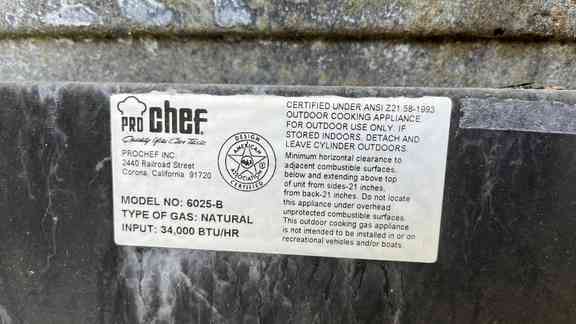 PRO chef
Quality You Can Taste
PROCHEF INC.
2440 Railroad Street
Corona, California 91720
DESIGN
AMERICAN
GAS
ASSOCIATION
CERTIFIED
MODEL NO: 6025-B
TYPE OF GAS: NATURAL
INPUT: 34,000 BTU/HR
CERTIFIED UNDER ANSI Z21.58-1993
OUTDOOR COOKING APPLIANCE
FOR OUTDOOR USE ONLY. IF
STORED INDOORS, DETACH AND
LEAVE CYLINDER OUTDOORS.
Minimum horizontal clearance to
adjacent combustible surfaces,
below and extending above top
of unit from sides-21 inches.
from back-21 inches. Do not locate
this appliance under overhead
unprotected combustible surfaces.
This outdoor cooking gas appliance
is not intended to be installed in or on
recreational vehicles and/or boats.